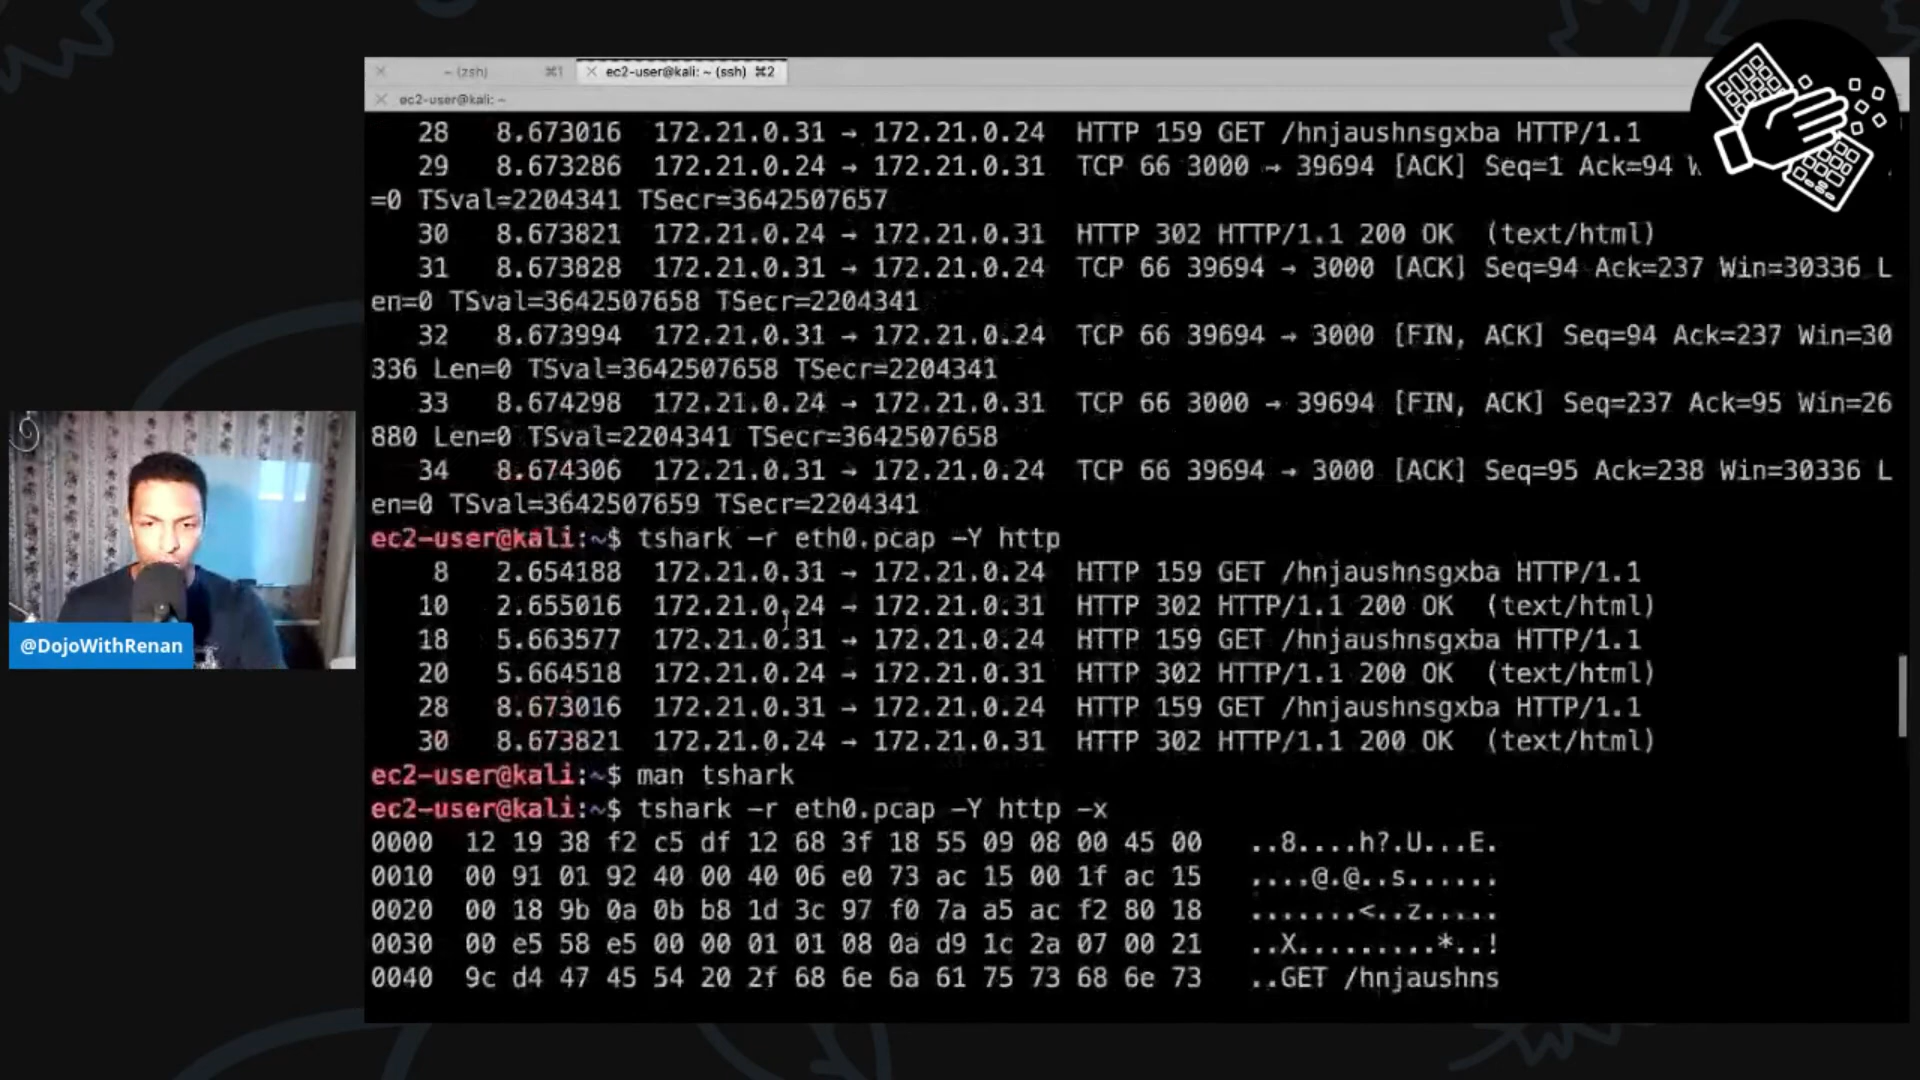 ~ (zsh) ⌘1 ec2-user@kali: ~ (ssh) ⌘2
ec2-user@kali: ~
28 8.673016 172.21.0.31 → 172.21.0.24 HTTP 159 GET /hnjaushnsgxba HTTP/1.1
29 8.673286 172.21.0.24 → 172.21.0.31 TCP 66 3000 → 39694 [ACK] Seq=1 Ack=94
=0 TSval=2204341 TSecr=3642507657
30 8.673821 172.21.0.24 → 172.21.0.31 HTTP 302 HTTP/1.1 200 OK (text/html)
31 8.673828 172.21.0.31 → 172.21.0.24 TCP 66 39694 → 3000 [ACK] Seq=94 Ack=237 Win=30336 L
en=0 TSval=3642507658 TSecr=2204341
32 8.673994 172.21.0.31 → 172.21.0.24 TCP 66 39694 → 3000 [FIN, ACK] Seq=94 Ack=237 Win=30
336 Len=0 TSval=3642507658 TSecr=2204341
33 8.674298 172.21.0.24 → 172.21.0.31 TCP 66 3000 → 39694 [FIN, ACK] Seq=237 Ack=95 Win=26
880 Len=0 TSval=2204341 TSecr=3642507658
34 8.674306 172.21.0.31 → 172.21.0.24 TCP 66 39694 → 3000 [ACK] Seq=95 Ack=238 Win=30336 L
en=0 TSval=3642507659 TSecr=2204341
ec2-user@kali:~$ tshark -r eth0.pcap -Y http
8 2.654188 172.21.0.31 → 172.21.0.24 HTTP 159 GET /hnjaushnsgxba HTTP/1.1
10 2.655016 172.21.0.24 → 172.21.0.31 HTTP 302 HTTP/1.1 200 OK (text/html)
18 5.663577 172.21.0.31 → 172.21.0.24 HTTP 159 GET /hnjaushnsgxba HTTP/1.1
20 5.664518 172.21.0.24 → 172.21.0.31 HTTP 302 HTTP/1.1 200 OK (text/html)
28 8.673016 172.21.0.31 → 172.21.0.24 HTTP 159 GET /hnjaushnsgxba HTTP/1.1
30 8.673821 172.21.0.24 → 172.21.0.31 HTTP 302 HTTP/1.1 200 OK (text/html)
ec2-user@kali:~$ man tshark
ec2-user@kali:~$ tshark -r eth0.pcap -Y http -x
0000 12 19 38 f2 c5 df 12 68 3f 18 55 09 08 00 45 00 ..8....h?.U...E.
0010 00 91 01 92 40 00 40 06 e0 73 ac 15 00 1f ac 15 ....@.@..s......
0020 00 18 9b 0a 0b b8 1d 3c 97 f0 7a a5 ac f2 80 18 .......<..z.....
0030 00 e5 58 e5 00 00 01 01 08 0a d9 1c 2a 07 00 21 ..X.........*..!
0040 9c d4 47 45 54 20 2f 68 6e 6a 61 75 73 68 6e 73 ..GET /hnjaushns
@DojoWithRenan